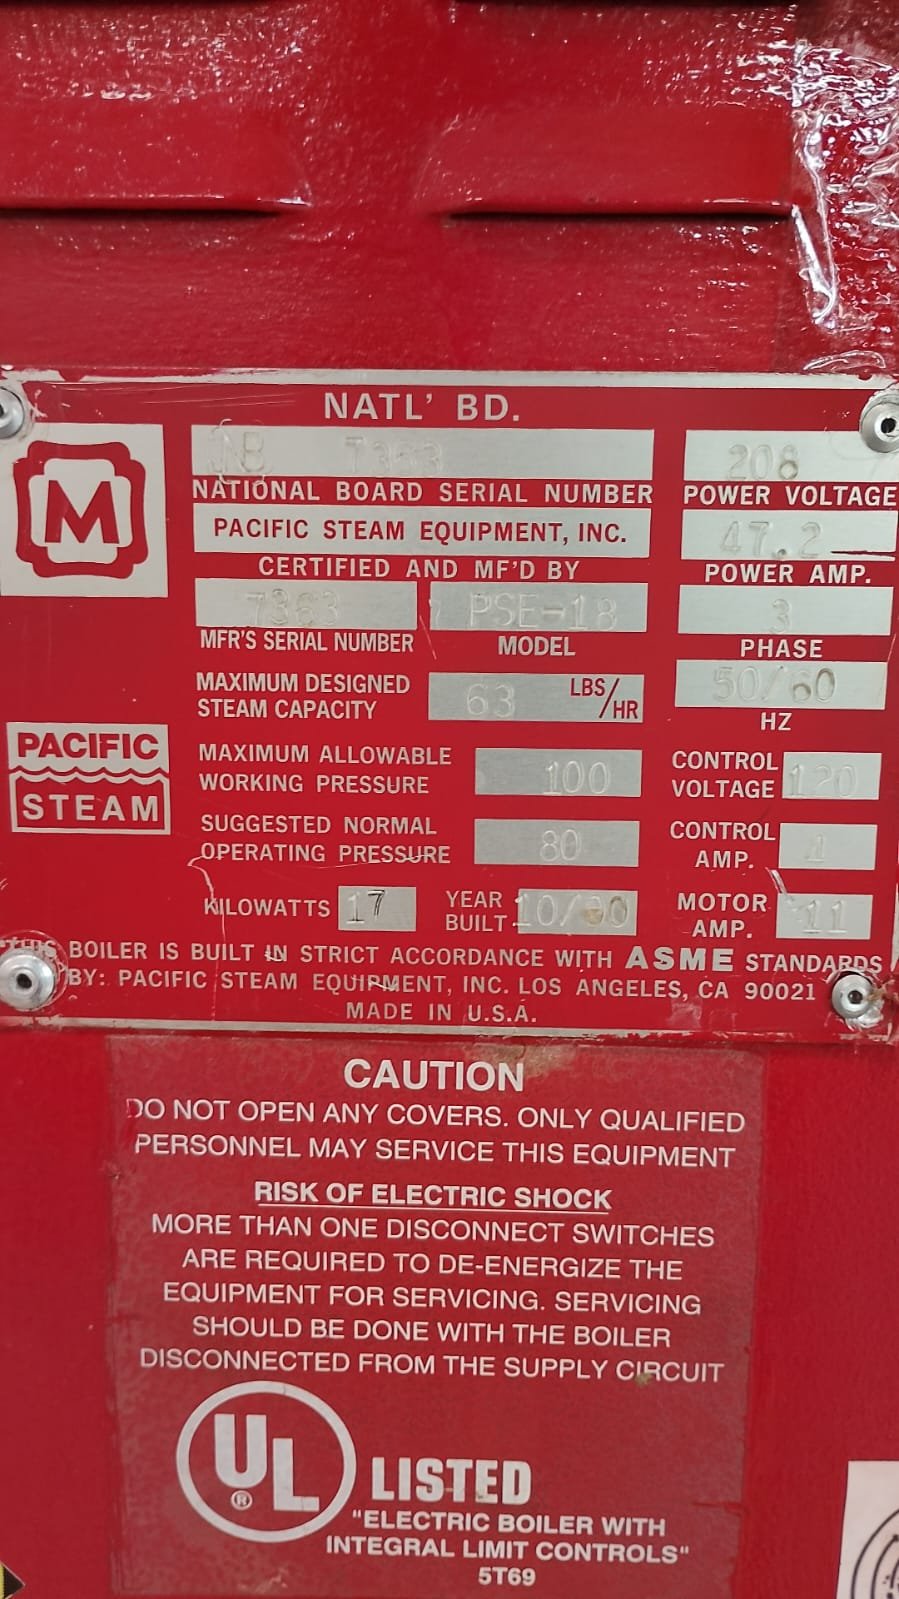 NATL' BD.
NB 7363
NATIONAL BOARD SERIAL NUMBER
208
POWER VOLTAGE
M
PACIFIC STEAM EQUIPMENT, INC.
CERTIFIED AND MF'D BY
47.2
POWER AMP.
7363
MFR'S SERIAL NUMBER
PSE-18
MODEL
3
PHASE
MAXIMUM DESIGNED
STEAM CAPACITY
63 LBS/HR
50/60
HZ
PACIFIC
STEAM
MAXIMUM ALLOWABLE
WORKING PRESSURE
100
CONTROL
VOLTAGE 120
SUGGESTED NORMAL
OPERATING PRESSURE
80
CONTROL
AMP.
KILOWATTS 17
YEAR
BUILT
MOTOR
AMP. 11
THIS BOILER IS BUILT IN STRICT ACCORDANCE WITH ASME STANDARDS
BY: PACIFIC STEAM EQUIPMENT, INC. LOS ANGELES, CA 90021
MADE IN U.S.A.
CAUTION
DO NOT OPEN ANY COVERS. ONLY QUALIFIED
PERSONNEL MAY SERVICE THIS EQUIPMENT
RISK OF ELECTRIC SHOCK
MORE THAN ONE DISCONNECT SWITCHES
ARE REQUIRED TO DE-ENERGIZE THE
EQUIPMENT FOR SERVICING. SERVICING
SHOULD BE DONE WITH THE BOILER
DISCONNECTED FROM THE SUPPLY CIRCUIT
UL
®
LISTED
"ELECTRIC BOILER WITH
INTEGRAL LIMIT CONTROLS"
5T69